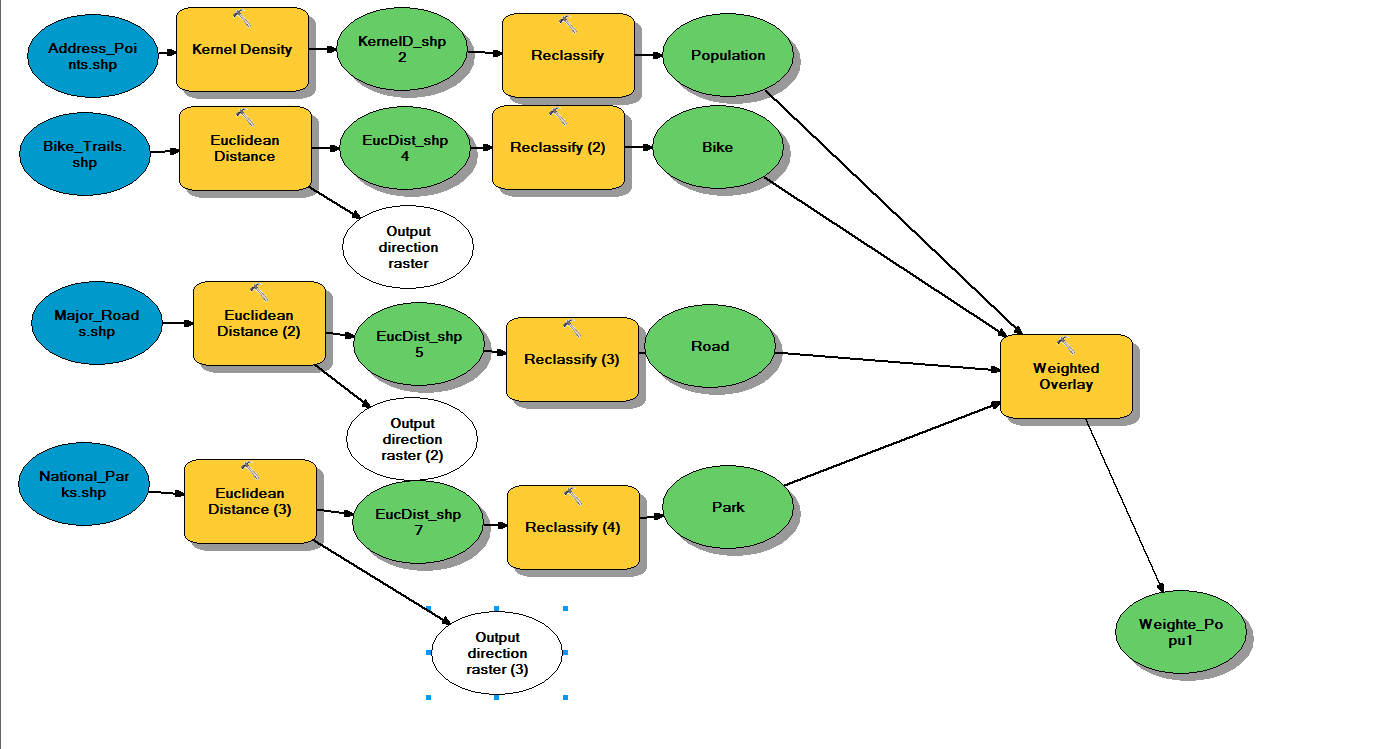 Address_Poi
nts.shp
Kernel Density
KernelD_shp
2
Reclassify
Population
Bike_Trails.
shp
Euclidean
Distance
EucDist_shp
4
Reclassify (2)
Bike
Output
direction
raster
Major_Road
s.shp
Euclidean
Distance (2)
EucDist_shp
5
Reclassify (3)
Road
Weighted
Overlay
Output
direction
raster (2)
National_Par
ks.shp
Euclidean
Distance (3)
EucDist_shp
7
Reclassify (4)
Park
Output
direction
raster (3)
Weighte_Po
pu1